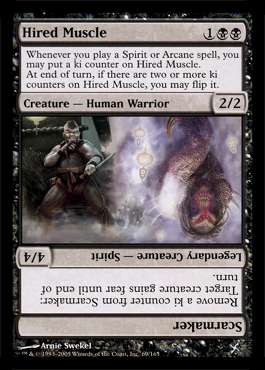 Hired Muscle 1
Whenever you play a Spirit or Arcane spell, you
may put a ki counter on Hired Muscle.
At end of turn, if there are two or more ki
counters on Hired Muscle, you may flip it.
Creature — Human Warrior 2/2
Scarmaker
Remove a ki counter from Scarmaker:
Target creature gains fear until end of
turn.
Legendary Creature — Spirit 4/4
Arnie Swekel
™ & © 1993–2005 Wizards of the Coast, Inc. 69/165